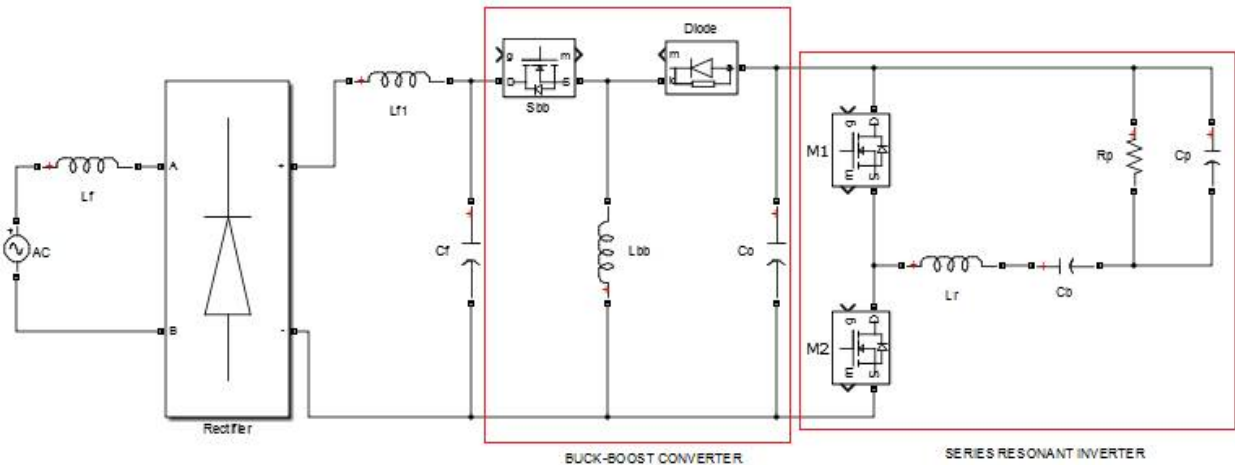 Lf
AC
A
B
+
-
Rectifier
Lf1
Cf
g
m
D
S
Sbb
Lbb
Diode
m
Co
BUCK-BOOST CONVERTER
M1
g
D
m
S
M2
g
D
m
S
Lr
Cb
Rp
Cp
SERIES RESONANT INVERTER